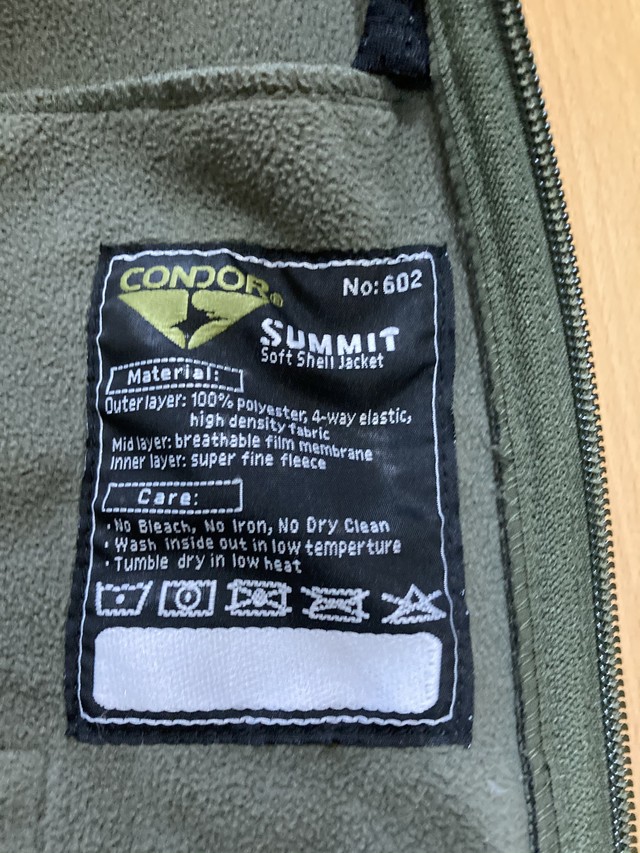 CONDOR®
No: 602
SUMMIT
Soft Shell Jacket
Material:
Outer layer: 100% polyester, 4-way elastic,
high density fabric
Mid layer: breathable film membrane
Inner layer: super fine fleece
Care:
• No Bleach, No Iron, No Dry Clean
• Wash inside out in low temperture
• Tumble dry in low heat